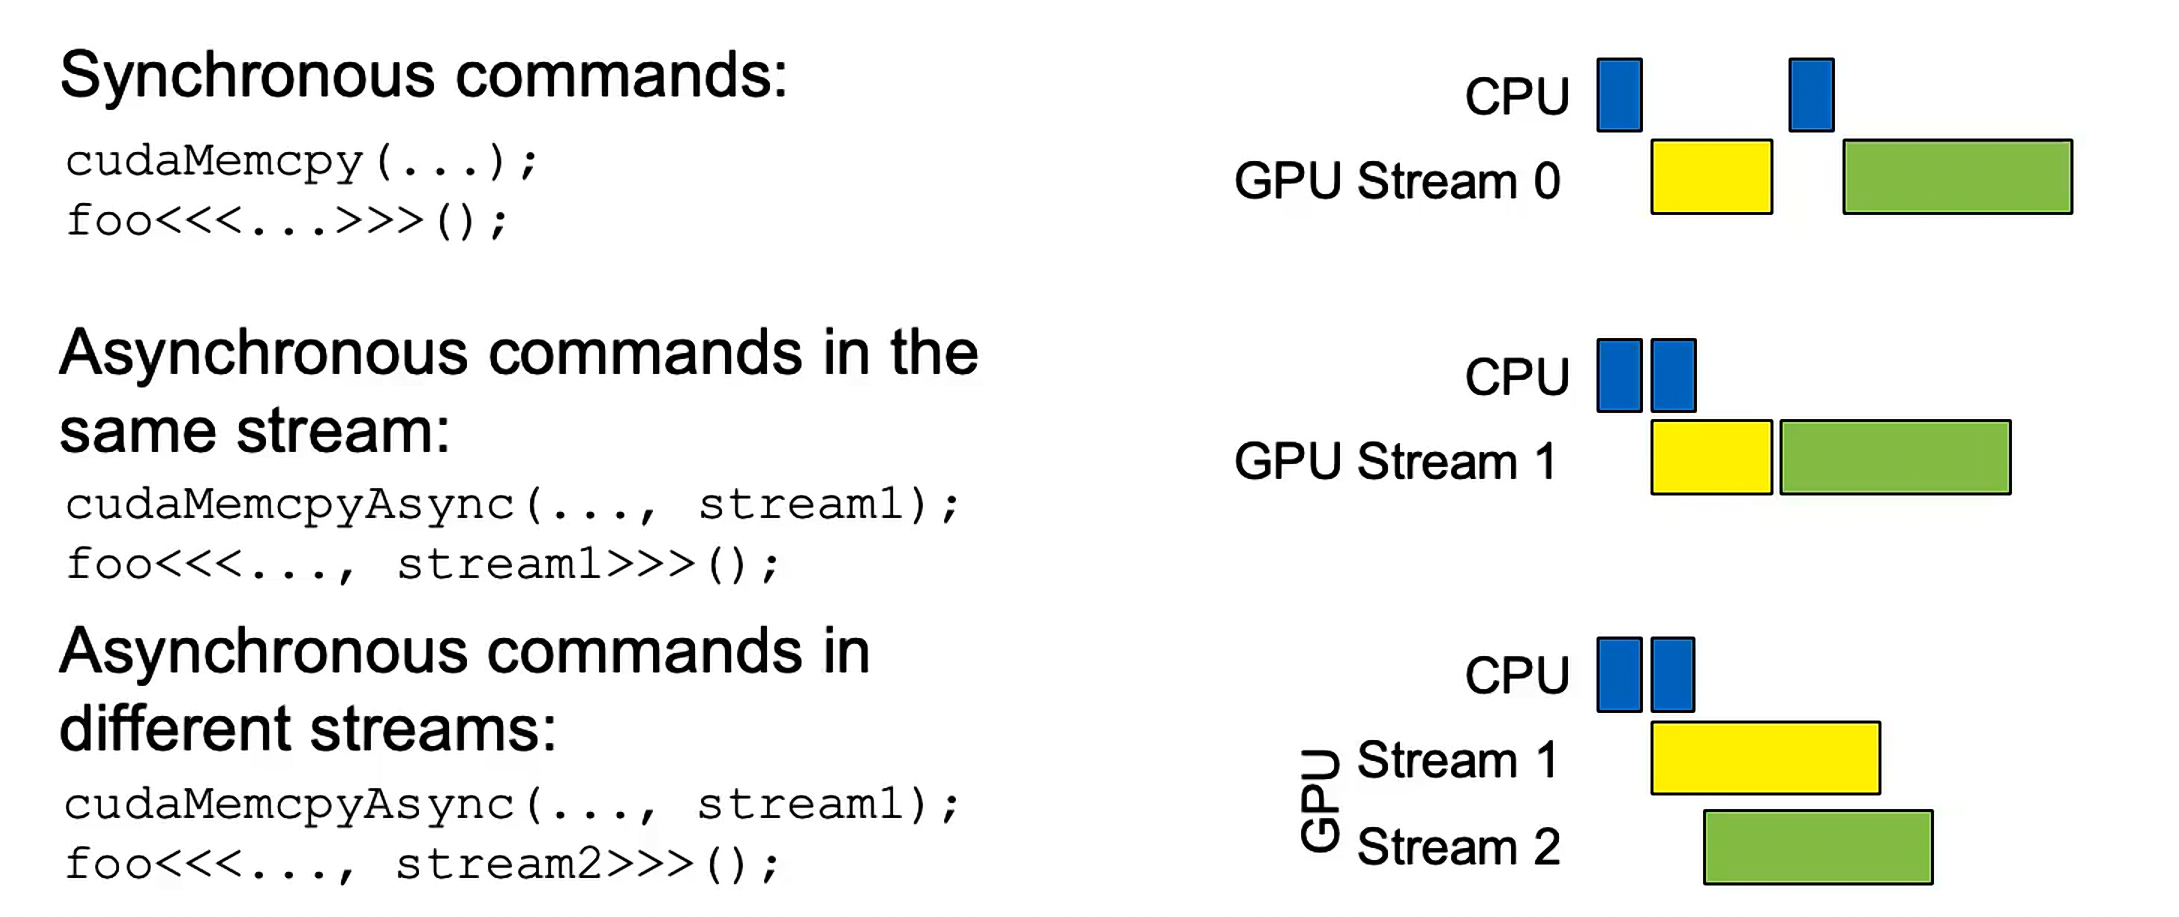 Synchronous commands:
cudaMemcpy(...);
foo<<<...>>>();
CPU
GPU Stream 0
Asynchronous commands in the
same stream:
cudaMemcpyAsync(..., stream1);
foo<<<..., stream1>>>();
CPU
GPU Stream 1
Asynchronous commands in
different streams:
cudaMemcpyAsync(..., stream1);
foo<<<..., stream2>>>();
CPU
GPU
Stream 1
Stream 2